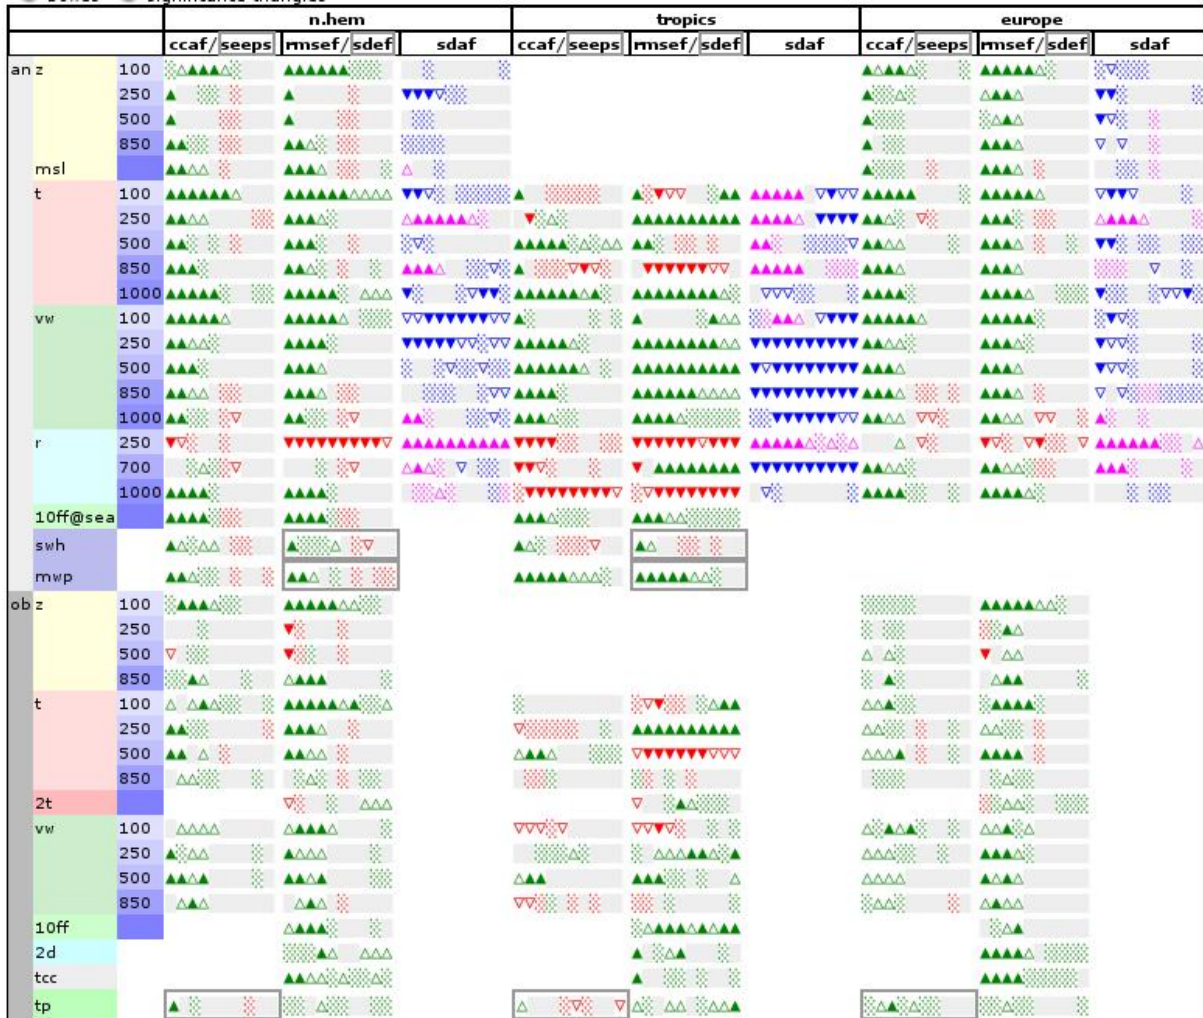 n.hem tropics europe
ccaf/seeps rmsef/sdef sdaf ccaf/seeps rmsef/sdef sdaf ccaf/seeps rmsef/sdef sdaf
an z 100
250
500
850
msl
t 100
250
500
850
1000
vw 100
250
500
850
1000
r 250
700
1000
10ff@sea
swh
mwp
ob z 100
250
500
850
t 100
250
500
850
2t
vw 100
250
500
850
10ff
2d
tcc
tp